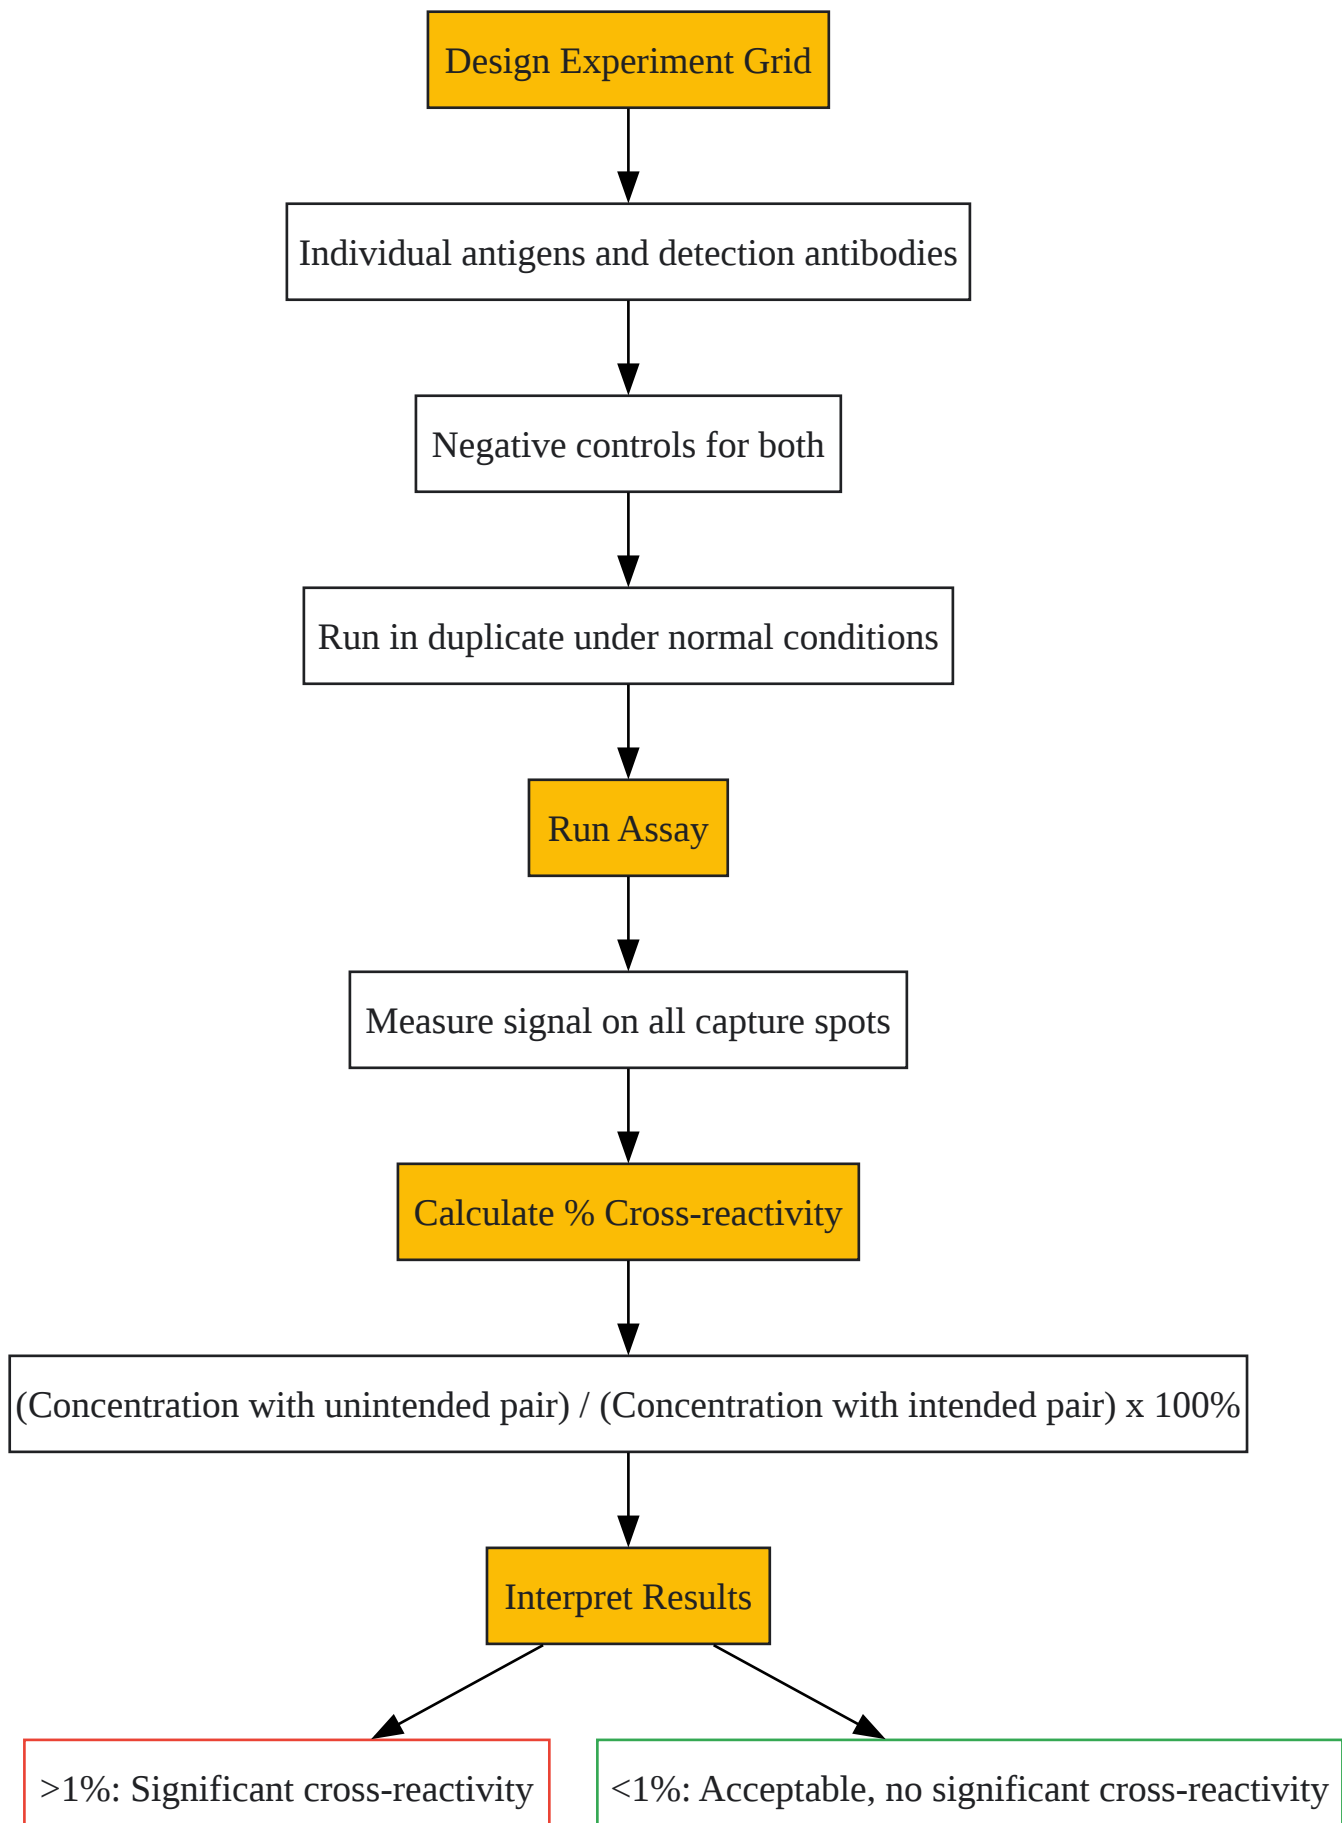 Design Experiment Grid
Individual antigens and detection antibodies
Negative controls for both
Run in duplicate under normal conditions
Run Assay
Measure signal on all capture spots
Calculate % Cross-reactivity
(Concentration with unintended pair) / (Concentration with intended pair) x 100%
Interpret Results
>1%: Significant cross-reactivity
<1%: Acceptable, no significant cross-reactivity